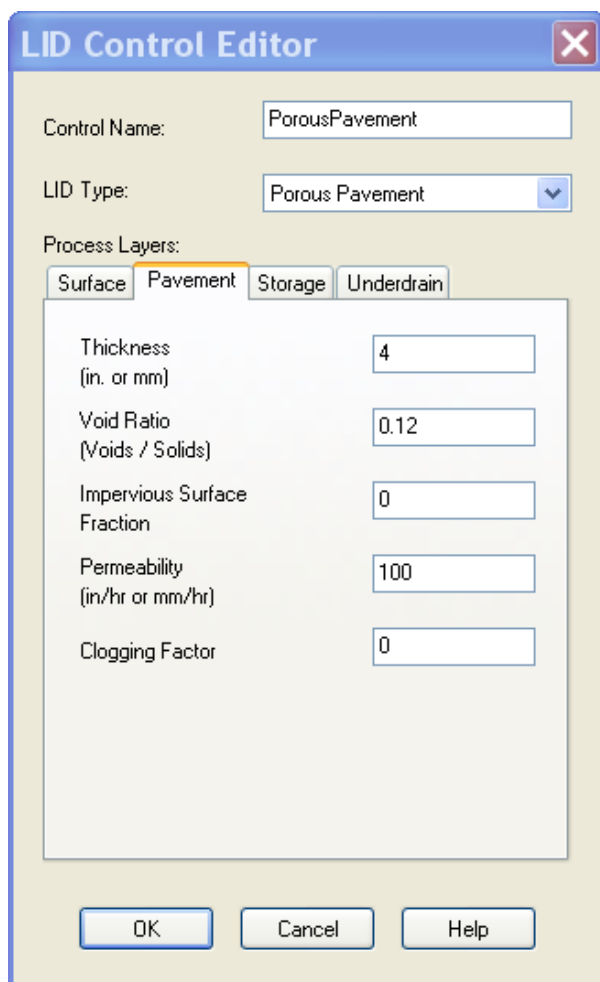 LID Control Editor
Control Name: PorousPavement
LID Type: Porous Pavement
Process Layers:
Surface Pavement Storage Underdrain
Thickness
(in. or mm)
4
Void Ratio
(Voids / Solids)
0.12
Impervious Surface
Fraction
0
Permeability
(in/hr or mm/hr)
100
Clogging Factor
0
OK Cancel Help